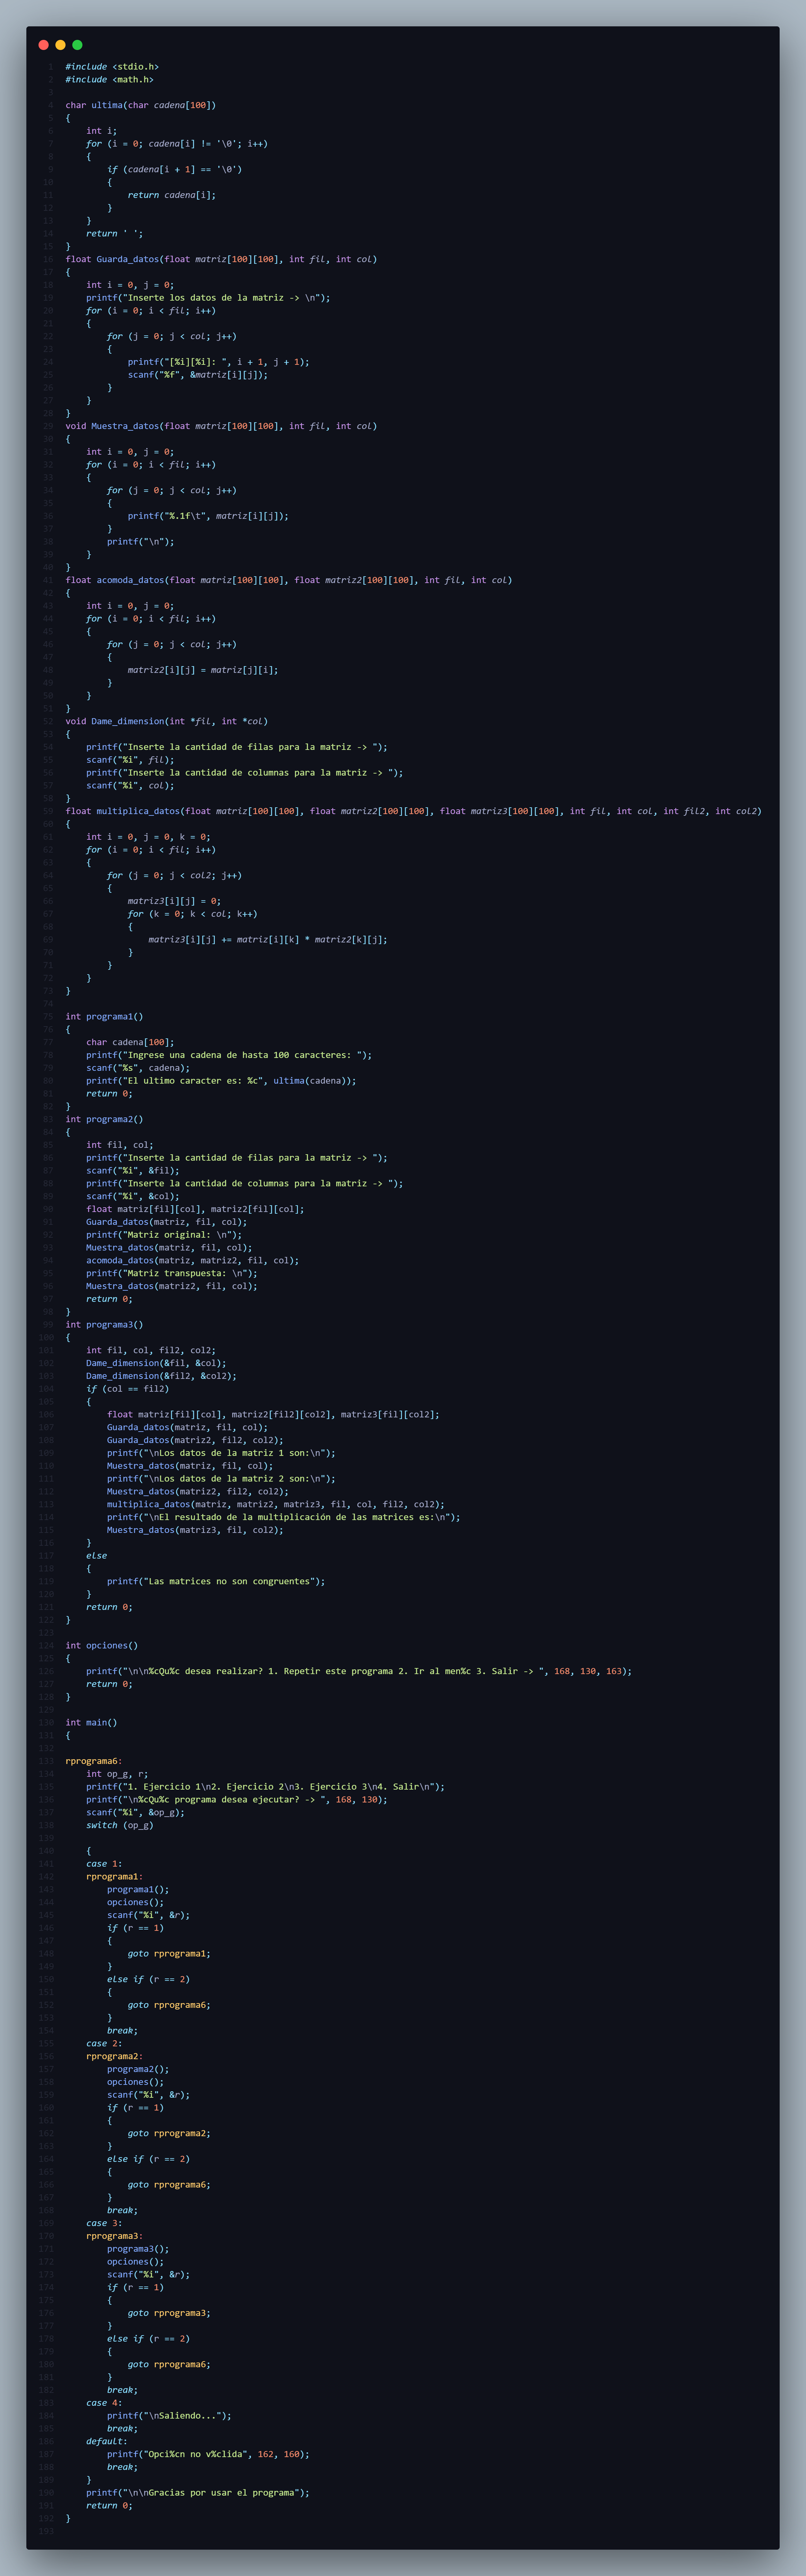 1 #include <stdio.h>
2 #include <math.h>
3
4 char ultima(char cadena[100])
5 {
6     int i;
7     for (i = 0; cadena[i] != '\0'; i++)
8     {
9         if (cadena[i + 1] == '\0')
10         {
11             return cadena[i];
12         }
13     }
14     return ' ';
15 }
16 float Guarda_datos(float matriz[100][100], int fil, int col)
17 {
18     int i = 0, j = 0;
19     printf("Inserte los datos de la matriz -> \n");
20     for (i = 0; i < fil; i++)
21     {
22         for (j = 0; j < col; j++)
23         {
24             printf("[%i][%i]: ", i + 1, j + 1);
25             scanf("%f", &matriz[i][j]);
26         }
27     }
28 }
29 void Muestra_datos(float matriz[100][100], int fil, int col)
30 {
31     int i = 0, j = 0;
32     for (i = 0; i < fil; i++)
33     {
34         for (j = 0; j < col; j++)
35         {
36             printf("%.1f\t", matriz[i][j]);
37         }
38         printf("\n");
39     }
40 }
41 float acomoda_datos(float matriz[100][100], float matriz2[100][100], int fil, int col)
42 {
43     int i = 0, j = 0;
44     for (i = 0; i < fil; i++)
45     {
46         for (j = 0; j < col; j++)
47         {
48             matriz2[i][j] = matriz[j][i];
49         }
50     }
51 }
52 void Dame_dimension(int *fil, int *col)
53 {
54     printf("Inserte la cantidad de filas para la matriz -> ");
55     scanf("%i", fil);
56     printf("Inserte la cantidad de columnas para la matriz -> ");
57     scanf("%i", col);
58 }
59 float multiplica_datos(float matriz[100][100], float matriz2[100][100], float matriz3[100][100], int fil, int col, int fil2, int col2)
60 {
61     int i = 0, j = 0, k = 0;
62     for (i = 0; i < fil; i++)
63     {
64         for (j = 0; j < col2; j++)
65         {
66             matriz3[i][j] = 0;
67             for (k = 0; k < col; k++)
68             {
69                 matriz3[i][j] += matriz[i][k] * matriz2[k][j];
70             }
71         }
72     }
73 }
74
75 int programa1()
76 {
77     char cadena[100];
78     printf("Ingrese una cadena de hasta 100 caracteres: ");
79     scanf("%s", cadena);
80     printf("El ultimo caracter es: %c", ultima(cadena));
81     return 0;
82 }
83 int programa2()
84 {
85     int fil, col;
86     printf("Inserte la cantidad de filas para la matriz -> ");
87     scanf("%i", &fil);
88     printf("Inserte la cantidad de columnas para la matriz -> ");
89     scanf("%i", &col);
90     float matriz[fil][col], matriz2[fil][col];
91     Guarda_datos(matriz, fil, col);
92     printf("Matriz original: \n");
93     Muestra_datos(matriz, fil, col);
94     acomoda_datos(matriz, matriz2, fil, col);
95     printf("Matriz transpuesta: \n");
96     Muestra_datos(matriz2, fil, col);
97     return 0;
98 }
99 int programa3()
100 {
101     int fil, col, fil2, col2;
102     Dame_dimension(&fil, &col);
103     Dame_dimension(&fil2, &col2);
104     if (col == fil2)
105     {
106         float matriz[fil][col], matriz2[fil2][col2], matriz3[fil][col2];
107         Guarda_datos(matriz, fil, col);
108         Guarda_datos(matriz2, fil2, col2);
109         printf("\nLos datos de la matriz 1 son:\n");
110         Muestra_datos(matriz, fil, col);
111         printf("\nLos datos de la matriz 2 son:\n");
112         Muestra_datos(matriz2, fil2, col2);
113         multiplica_datos(matriz, matriz2, matriz3, fil, col, fil2, col2);
114         printf("\nEl resultado de la multiplicación de las matrices es:\n");
115         Muestra_datos(matriz3, fil, col2);
116     }
117     else
118     {
119         printf("Las matrices no son congruentes");
120     }
121     return 0;
122 }
123
124 int opciones()
125 {
126     printf("\n\n%cQu%c desea realizar? 1. Repetir este programa 2. Ir al men%c 3. Salir -> ", 168, 130, 163);
127     return 0;
128 }
129
130 int main()
131 {
132
133 rprograma6:
134     int op_g, r;
135     printf("1. Ejercicio 1\n2. Ejercicio 2\n3. Ejercicio 3\n4. Salir\n");
136     printf("\n%cQu%c programa desea ejecutar? -> ", 168, 130);
137     scanf("%i", &op_g);
138     switch (op_g)
139
140     {
141     case 1:
142     rprograma1:
143         programa1();
144         opciones();
145         scanf("%i", &r);
146         if (r == 1)
147         {
148             goto rprograma1;
149         }
150         else if (r == 2)
151         {
152             goto rprograma6;
153         }
154         break;
155     case 2:
156     rprograma2:
157         programa2();
158         opciones();
159         scanf("%i", &r);
160         if (r == 1)
161         {
162             goto rprograma2;
163         }
164         else if (r == 2)
165         {
166             goto rprograma6;
167         }
168         break;
169     case 3:
170     rprograma3:
171         programa3();
172         opciones();
173         scanf("%i", &r);
174         if (r == 1)
175         {
176             goto rprograma3;
177         }
178         else if (r == 2)
179         {
180             goto rprograma6;
181         }
182         break;
183     case 4:
184         printf("\nSaliendo...");
185         break;
186     default:
187         printf("Opci%cn no v%clida", 162, 160);
188         break;
189     }
190     printf("\n\nGracias por usar el programa");
191     return 0;
192 }
193